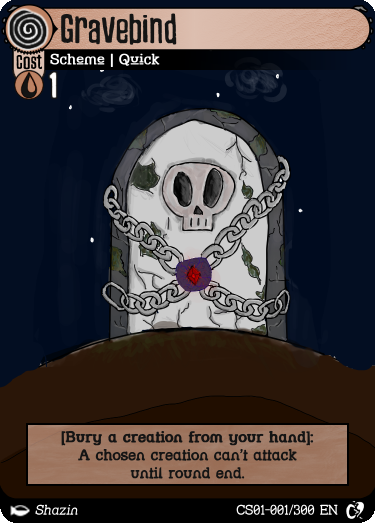 Gravebind
Cost
Scheme | Quick
1
[Bury a creation from your hand]:
A chosen creation can't attack
until round end.
Shazin
CS01-001/300 EN